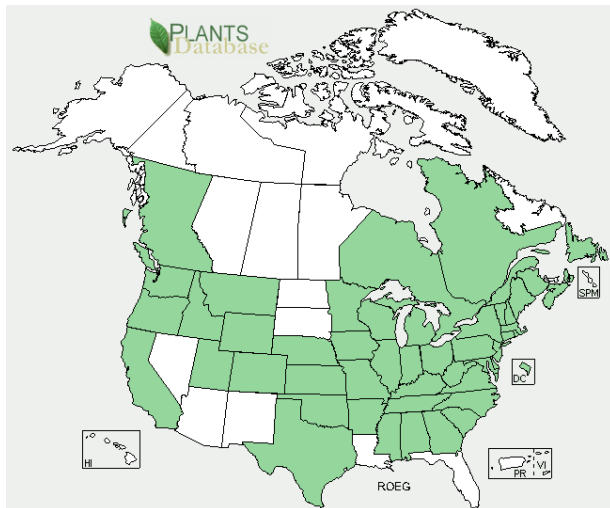 PLANTS
Database
SPM
DC
HI
PR
VI
ROEG